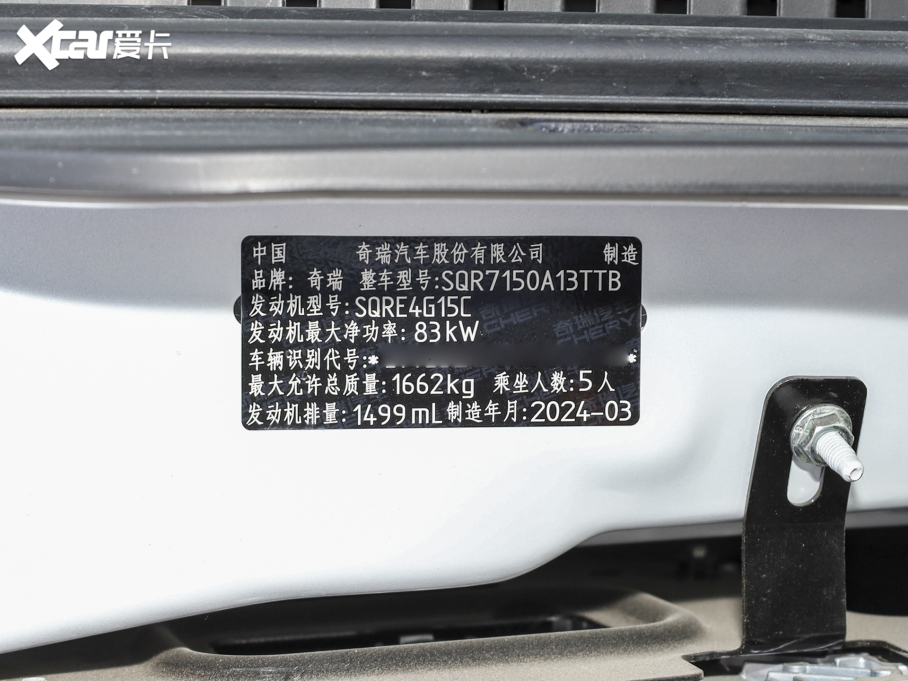 Xcar爱卡
中国 奇瑞汽车股份有限公司 制造
品牌: 奇瑞 整车型号:SQR7150A13TTB
发动机型号:SQRE4G15C
发动机最大净功率: 83kW
车辆识别代号:* *
最大允许总质量:1662kg 乘坐人数:5人
发动机排量:1499mL 制造年月:2024-03